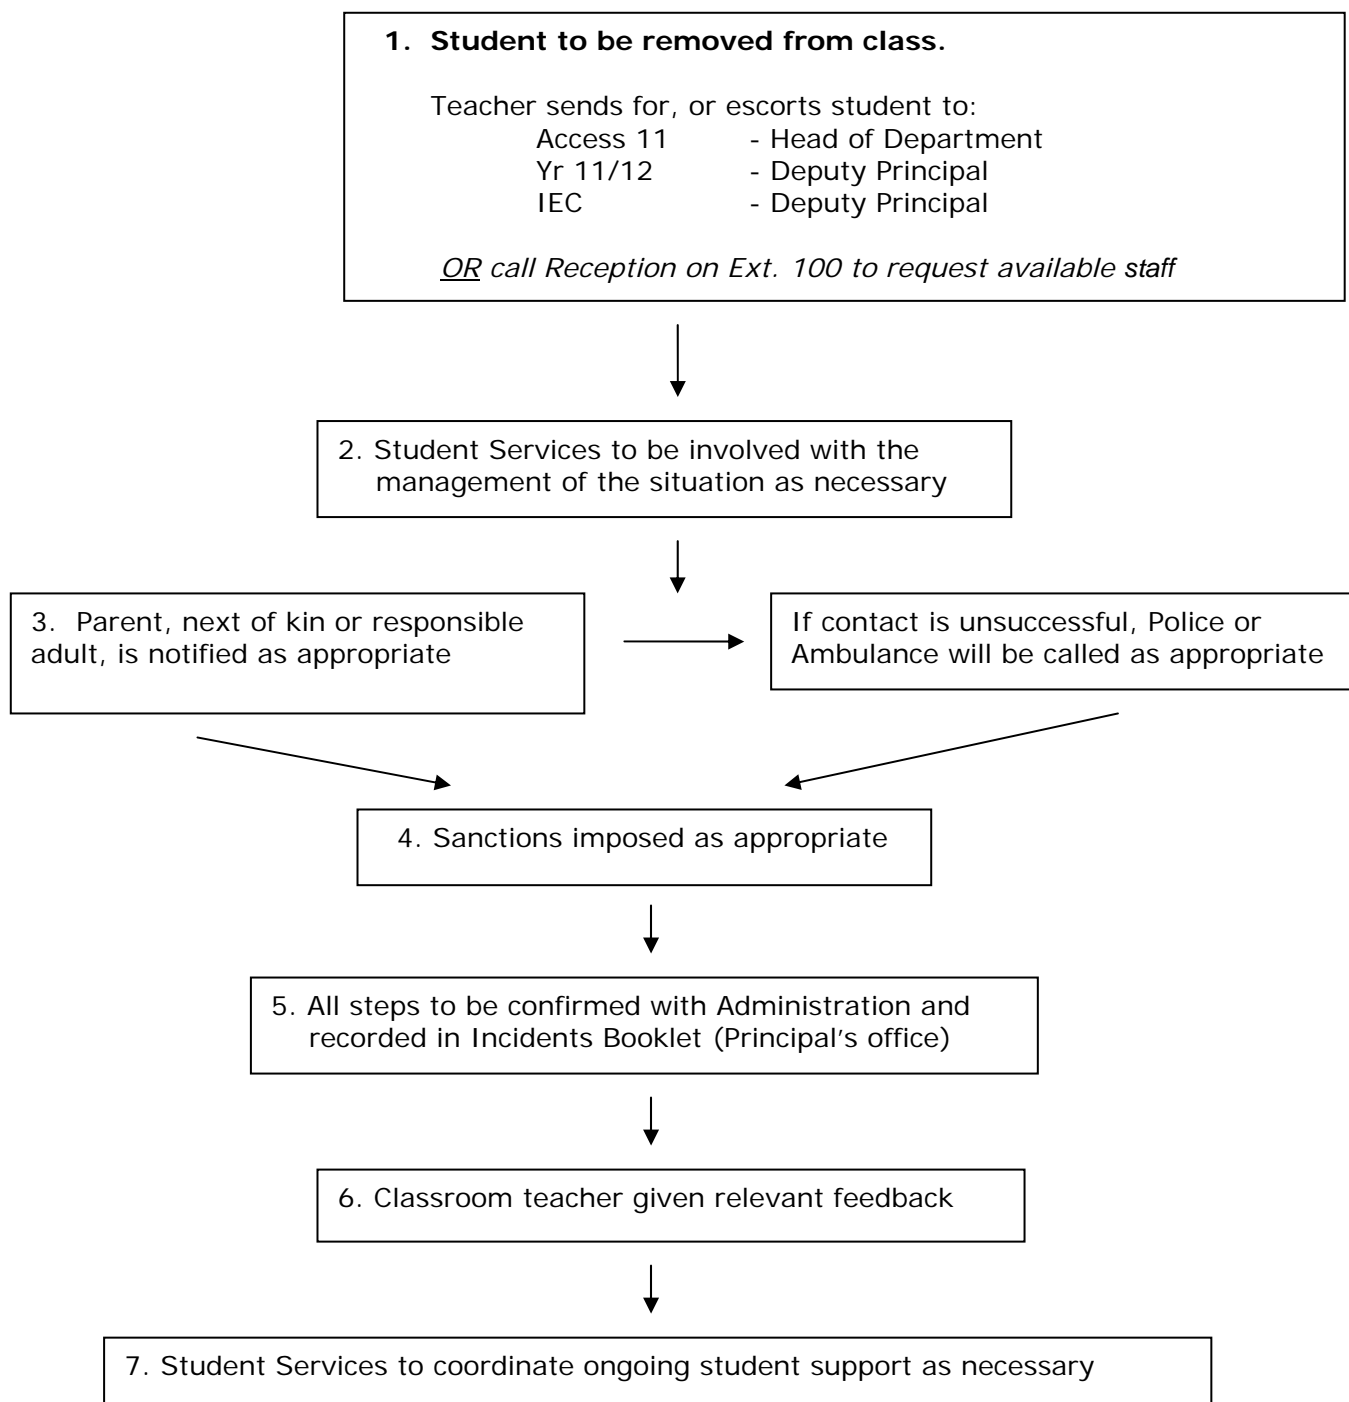 1. Student to be removed from class.
Teacher sends for, or escorts student to:
Access 11 - Head of Department
Yr 11/12 - Deputy Principal
IEC - Deputy Principal
OR call Reception on Ext. 100 to request available staff
2. Student Services to be involved with the
management of the situation as necessary
3. Parent, next of kin or responsible
adult, is notified as appropriate
If contact is unsuccessful, Police or
Ambulance will be called as appropriate
4. Sanctions imposed as appropriate
5. All steps to be confirmed with Administration and
recorded in Incidents Booklet (Principal's office)
6. Classroom teacher given relevant feedback
7. Student Services to coordinate ongoing student support as necessary